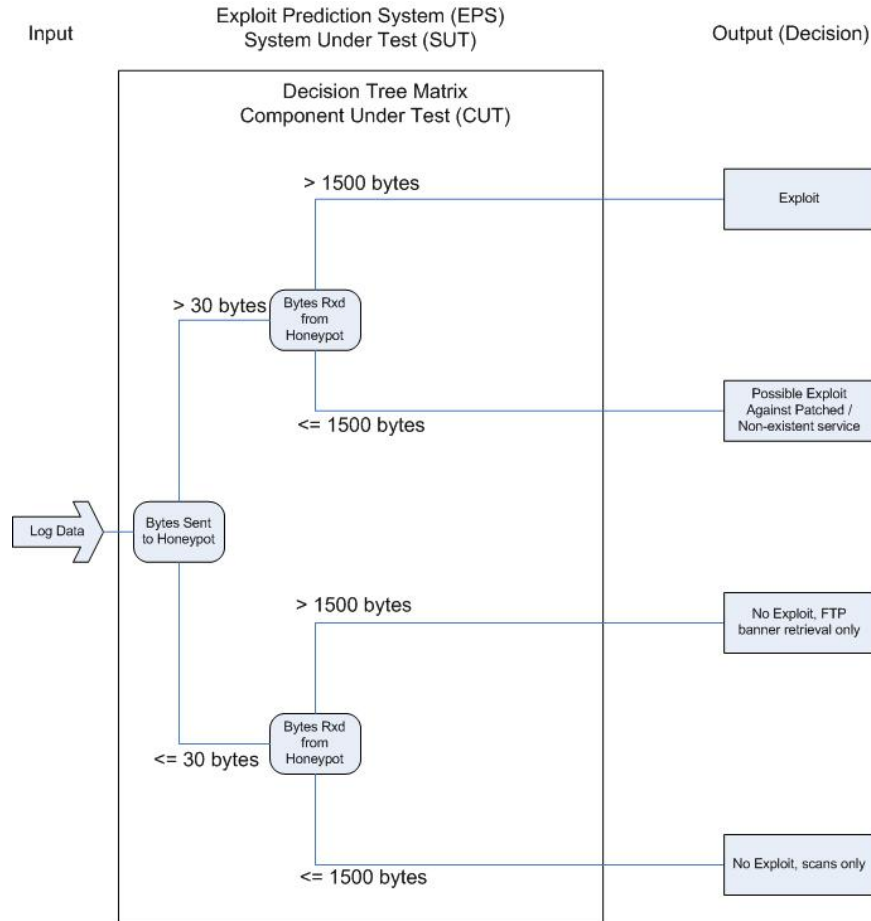 Input
Exploit Prediction System (EPS)
System Under Test (SUT)
Output (Decision)
Decision Tree Matrix
Component Under Test (CUT)
> 1500 bytes
Exploit
> 30 bytes
Bytes Rxd
from
Honeypot
<= 1500 bytes
Possible Exploit
Against Patched /
Non-existent service
Log Data
Bytes Sent
to Honeypot
> 1500 bytes
No Exploit, FTP
banner retrieval only
<= 30 bytes
Bytes Rxd
from
Honeypot
<= 1500 bytes
No Exploit, scans only